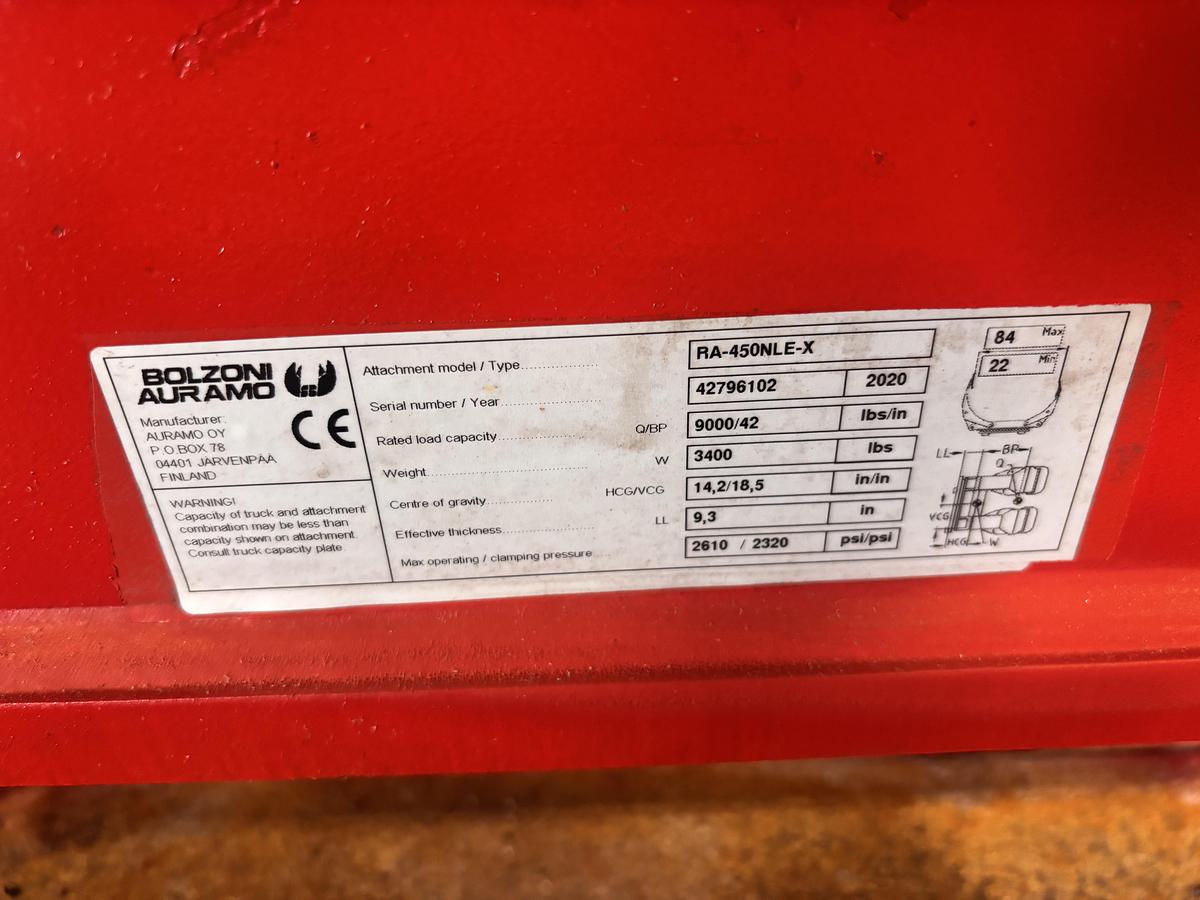 BOLZONI
AURAMO
CE
Manufacturer:
AURAMO OY
P.O.BOX 78
04401 JÄRVENPÄÄ
FINLAND
WARNING!
Capacity of truck and attachment
combination may be less than
capacity shown on attachment.
Consult truck capacity plate.
Attachment model / Type RA-450NLE-X
Serial number / Year 42796102 2020
Rated load capacity Q/BP 9000/42 lbs/in
Weight W 3400 lbs
Centre of gravity HCG/VCG 14,2/18,5 in/in
Effective thickness LL 9,3 in
Max operating / clamping pressure 2610 / 2320 psi/psi
84 Max
22 Min
LL BP
Q
VCG
HCG W